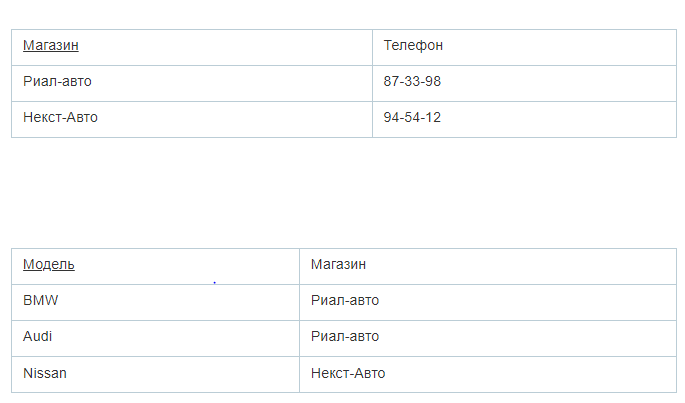 Магазин Телефон
Риал-авто 87-33-98
Некст-Авто 94-54-12
Модель Магазин
BMW Риал-авто
Audi Риал-авто
Nissan Некст-Авто